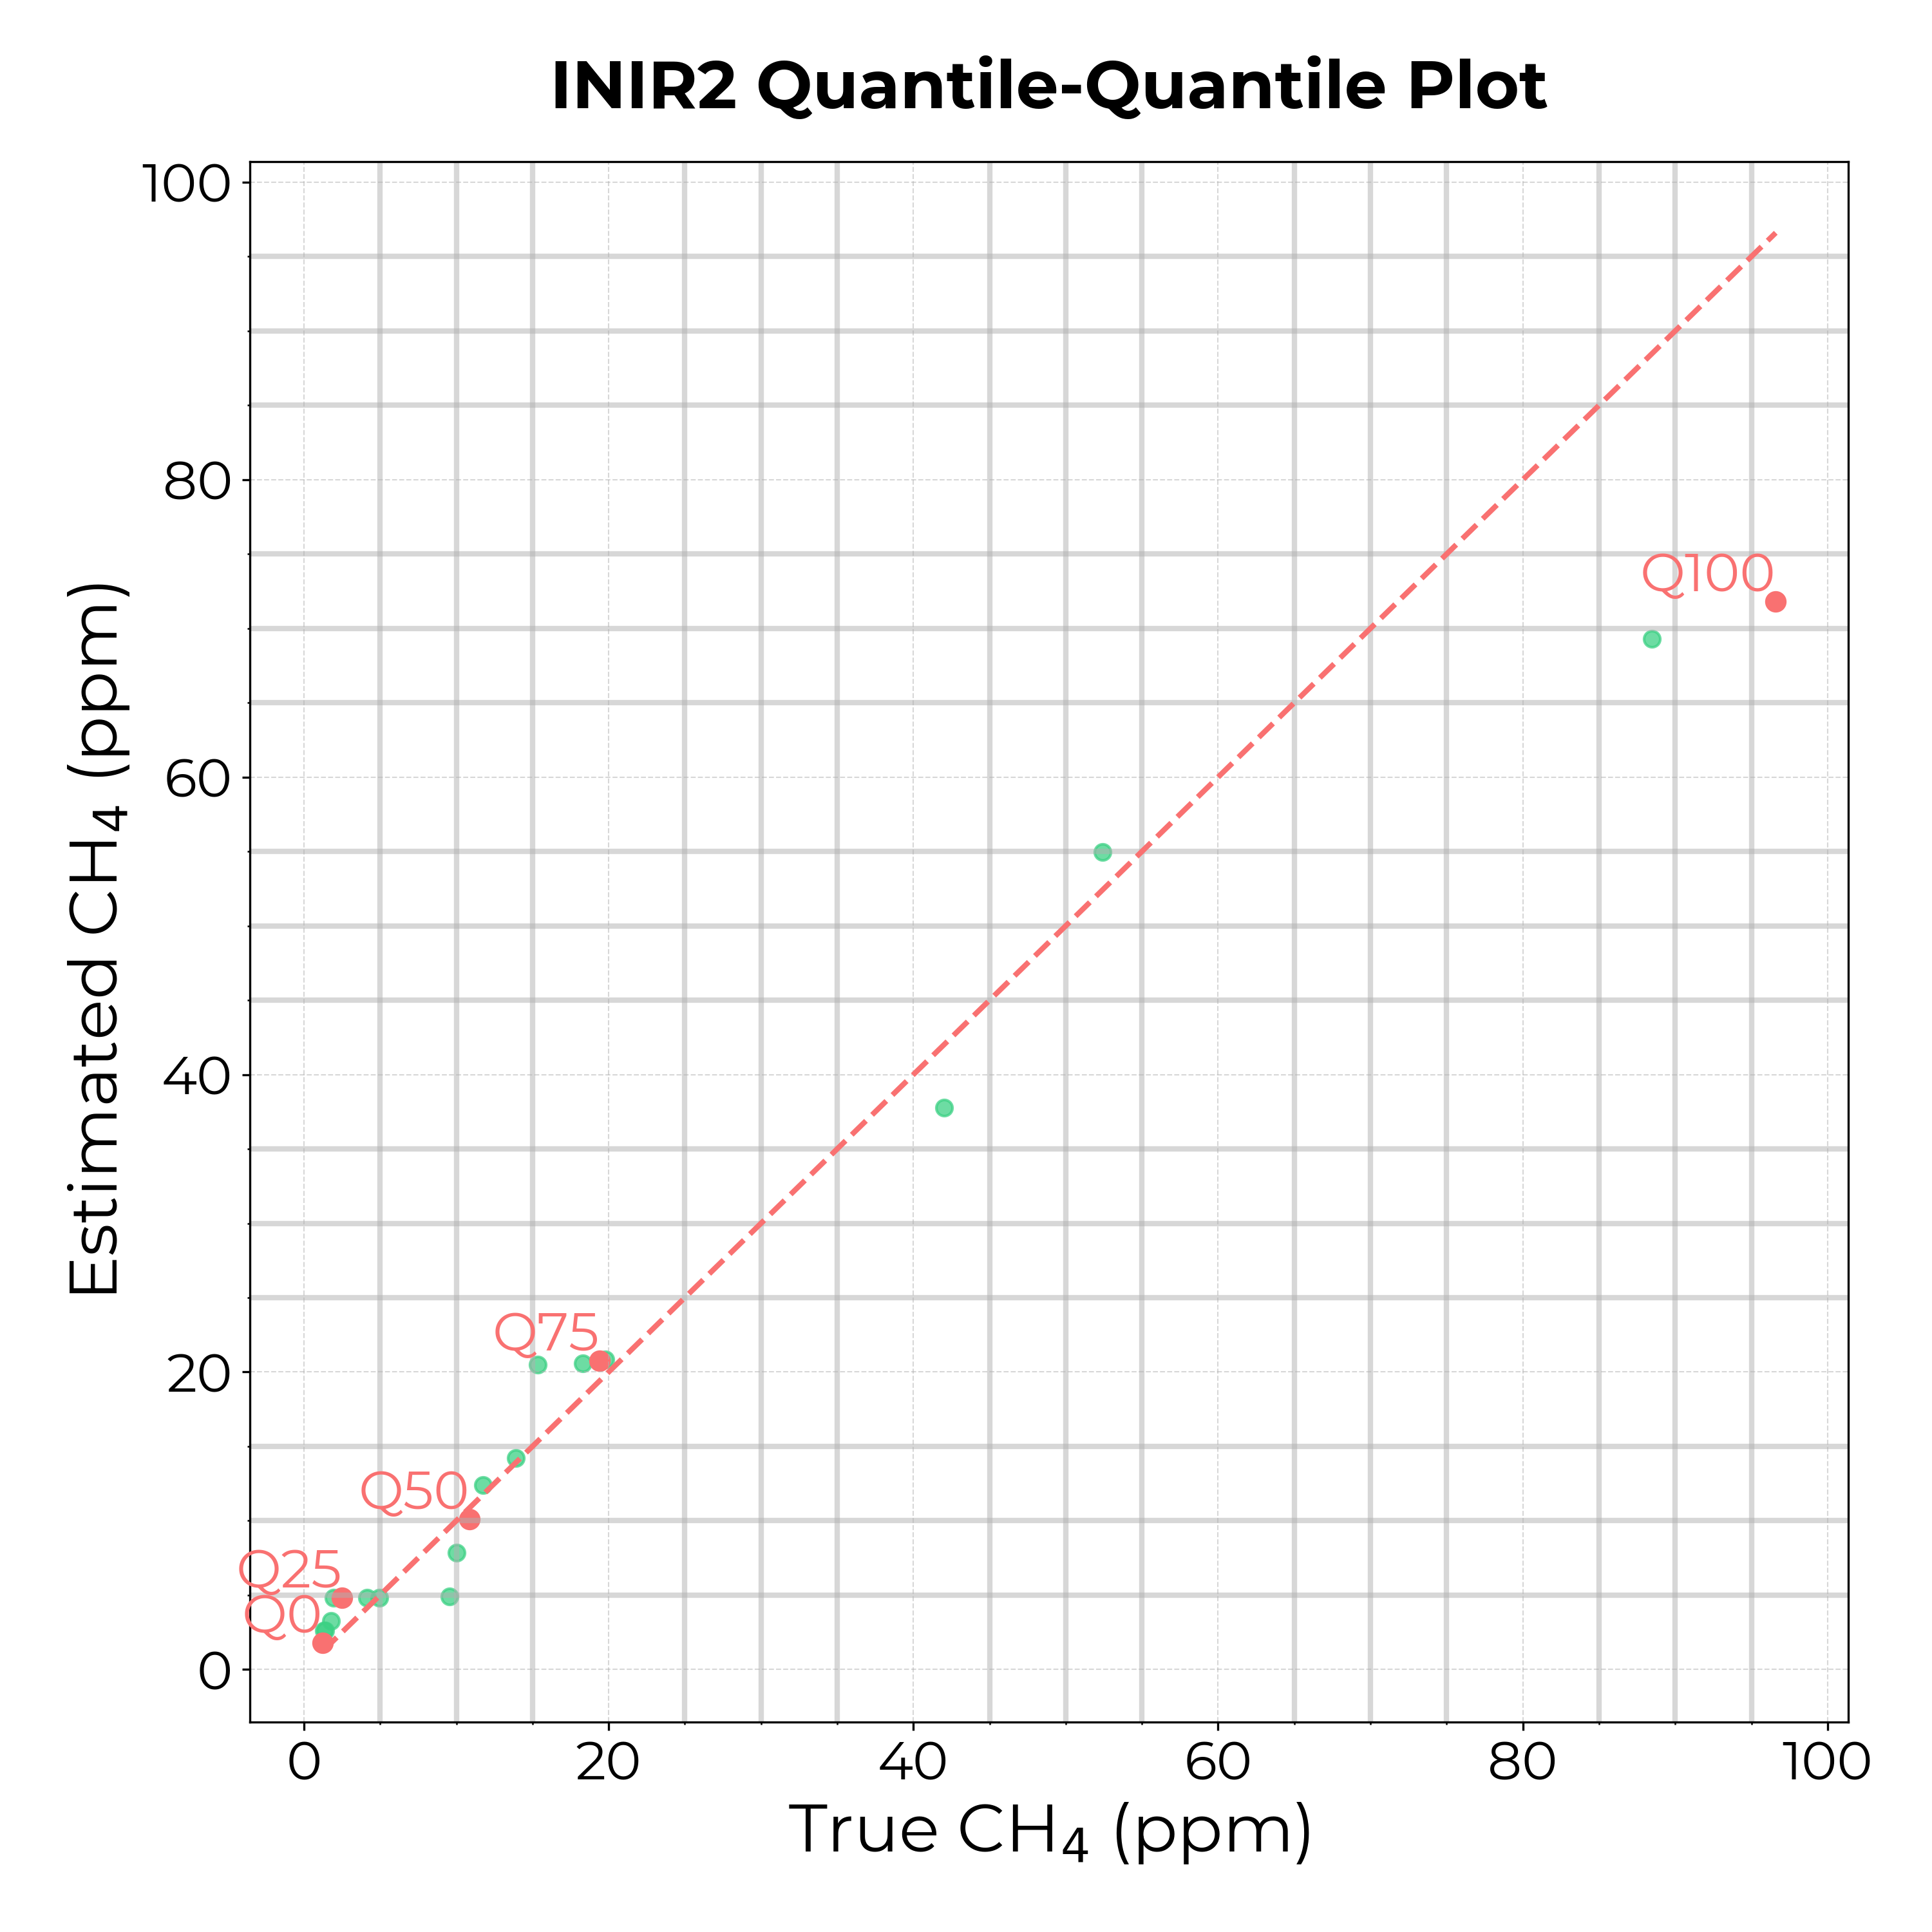 INIR2 Quantile-Quantile Plot
100
80
60
40
20
0
Estimated CH₄ (ppm)
Q100
Q75
Q50
Q25
Q0
0 20 40 60 80 100
True CH₄ (ppm)